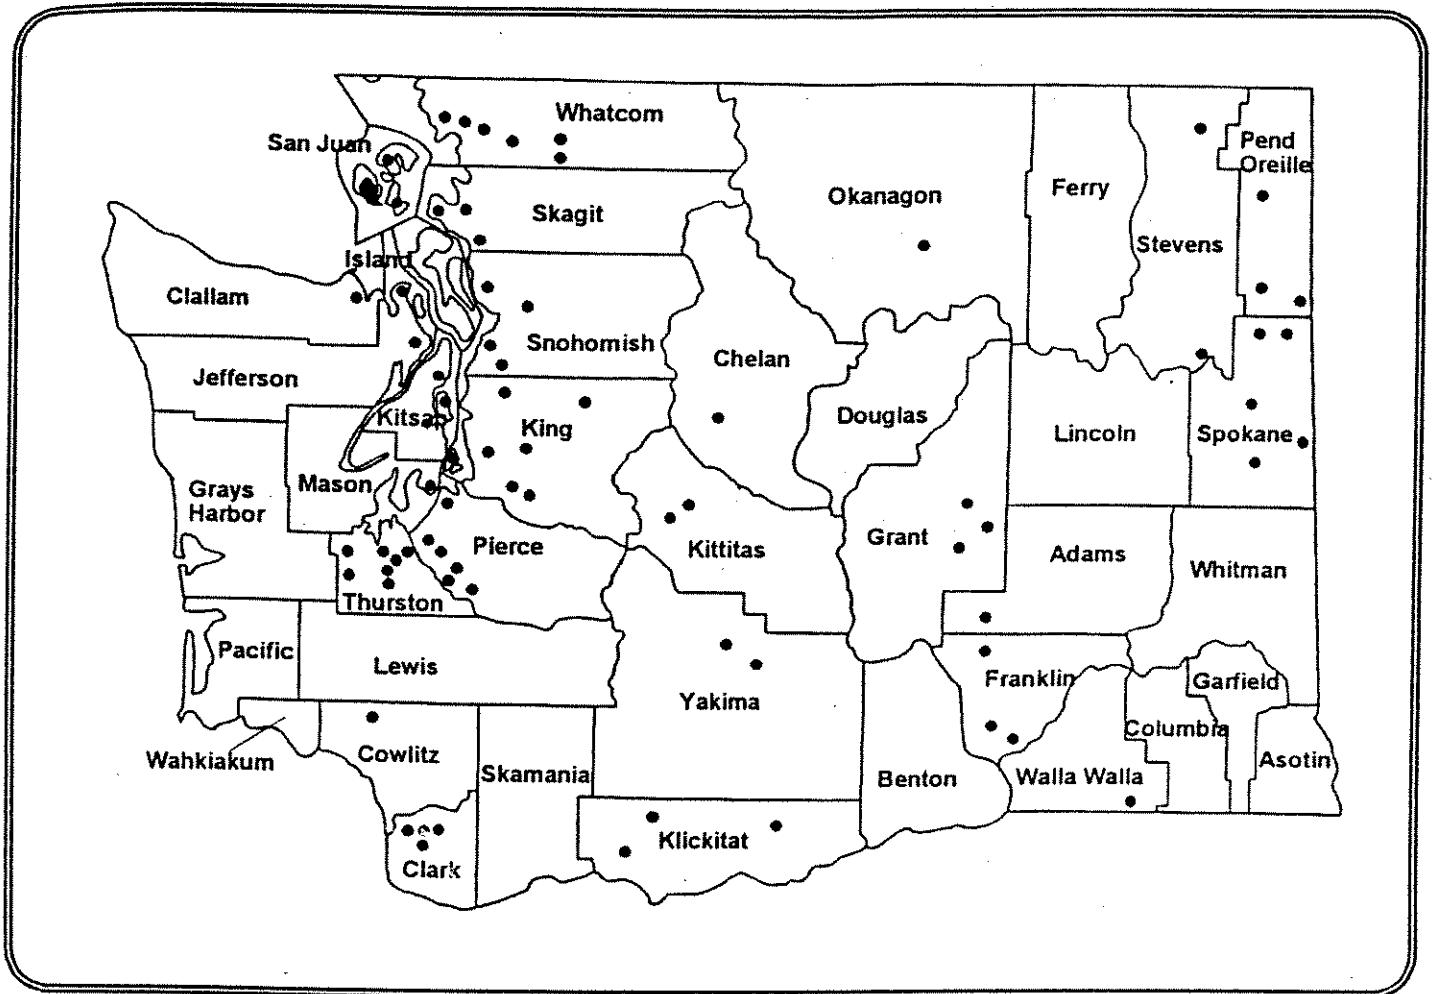 Whatcom
San Juan
Pend
Oreille
Okanagon
Ferry
Skagit
Stevens
Island
Clallam
Snohomish
Chelan
Jefferson
Kitsap
King
Douglas
Lincoln
Spokane
Mason
Grays
Harbor
Pierce
Kittitas
Grant
Adams
Whitman
Thurston
Pacific
Lewis
Yakima
Franklin
Garfield
Columbia
Wahkiakum
Cowlitz
Skamania
Benton
Walla Walla
Asotin
Klickitat
Clark